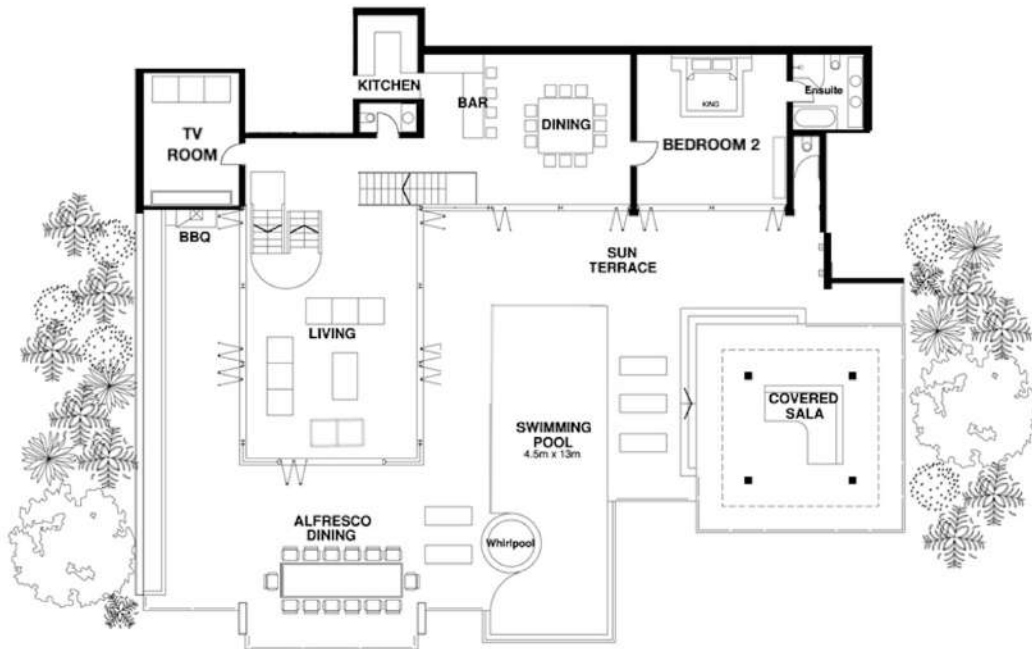 KITCHEN
TV
ROOM
BAR
DINING
KING
BEDROOM 2
Ensuite
BBQ
SUN
TERRACE
LIVING
COVERED
SALA
SWIMMING
POOL
4.5m x 13m
ALFRESCO
DINING
Whirlpool